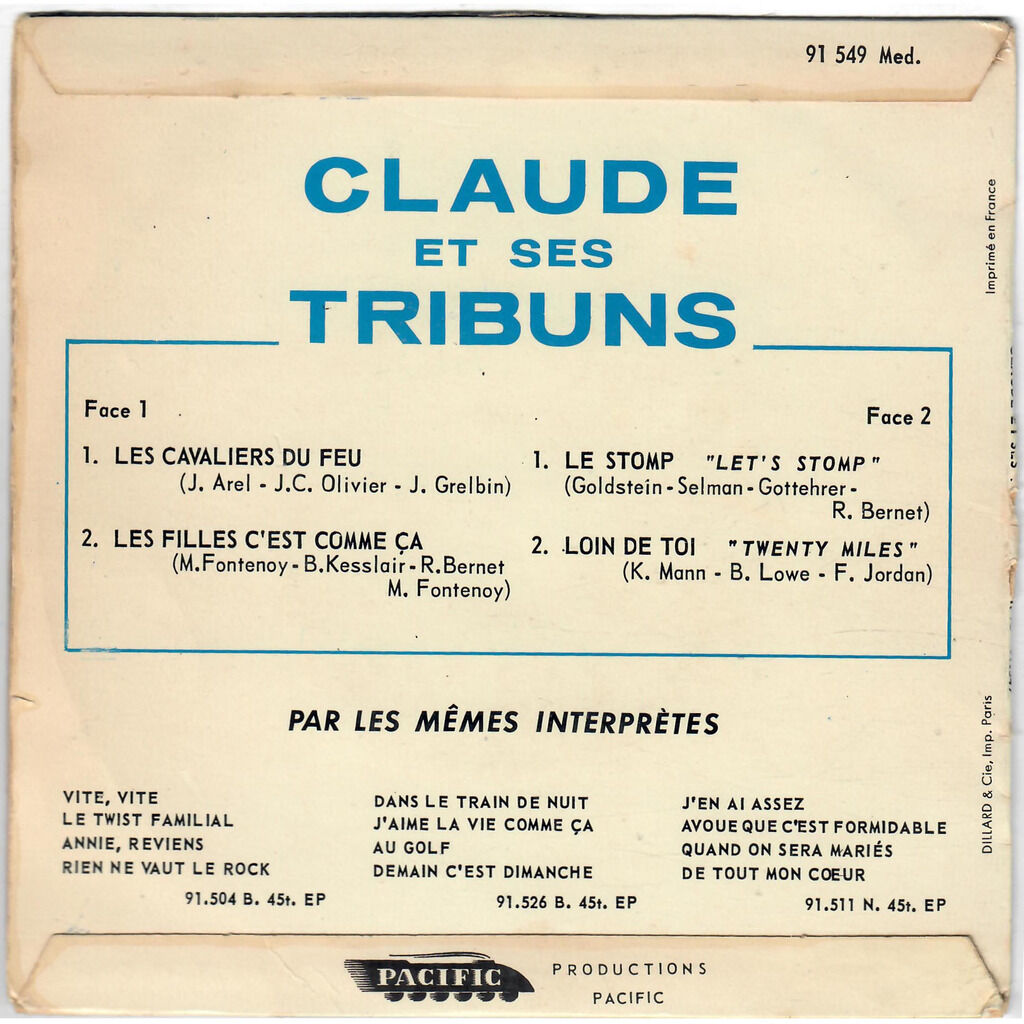 91 549 Med.
CLAUDE
ET SES
TRIBUNS
Face 1
1. LES CAVALIERS DU FEU
(J. Arel - J.C. Olivier - J. Grelbin)
2. LES FILLES C'EST COMME ÇA
(M.Fontenoy - B.Kesslair - R.Bernet
M. Fontenoy)
Face 2
1. LE STOMP "LET'S STOMP"
(Goldstein - Selman - Gottehrer -
R. Bernet)
2. LOIN DE TOI "TWENTY MILES"
(K. Mann - B. Lowe - F. Jordan)
PAR LES MÊMES INTERPRÈTES
VITE, VITE
LE TWIST FAMILIAL
ANNIE, REVIENS
RIEN NE VAUT LE ROCK
91.504 B. 45t. EP
DANS LE TRAIN DE NUIT
J'AIME LA VIE COMME ÇA
AU GOLF
DEMAIN C'EST DIMANCHE
91.526 B. 45t. EP
J'EN AI ASSEZ
AVOUE QUE C'EST FORMIDABLE
QUAND ON SERA MARIÉS
DE TOUT MON CŒUR
91.511 N. 45t. EP
PACIFIC
PRODUCTIONS
PACIFIC
Imprimé en France
DILLARD & Cie, Imp. Paris